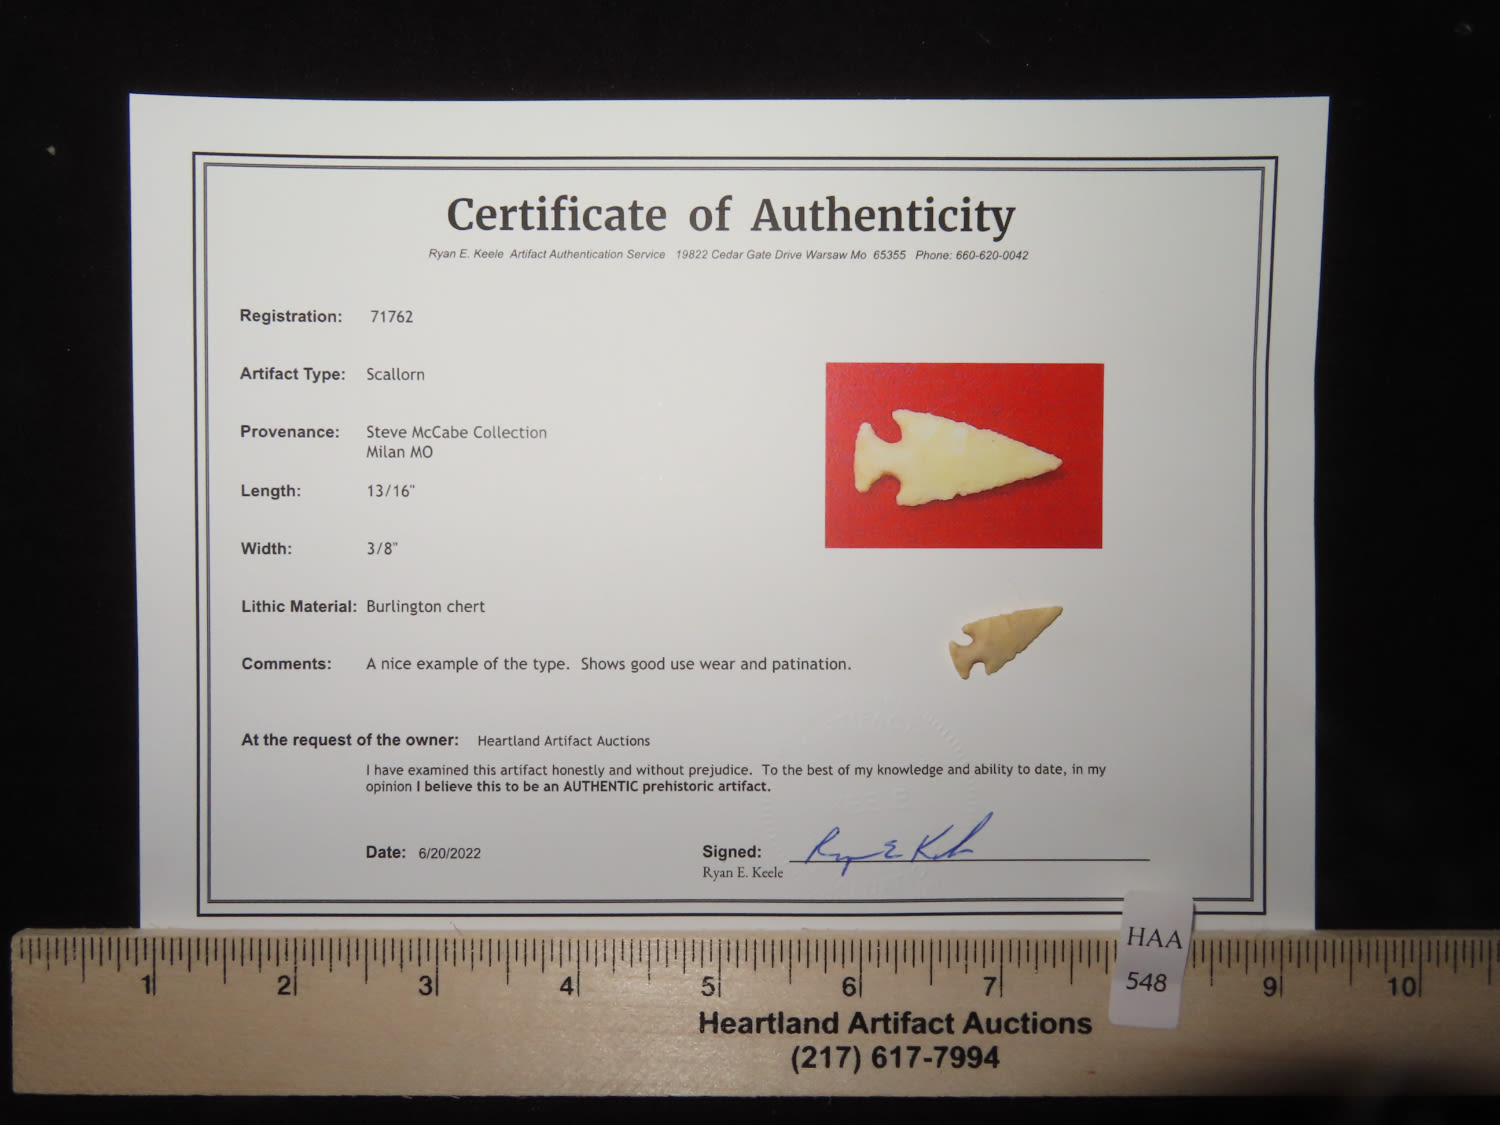 Certificate of Authenticity
Ryan E. Keele Artifact Authentication Service 19822 Cedar Gate Drive Warsaw Mo 65355 Phone: 660-620-0042
Registration: 71762
Artifact Type: Scallorn
Provenance: Steve McCabe Collection
Milan MO
Length: 13/16"
Width: 3/8"
Lithic Material: Burlington chert
Comments: A nice example of the type. Shows good use wear and patination.
At the request of the owner: Heartland Artifact Auctions
I have examined this artifact honestly and without prejudice. To the best of my knowledge and ability to date, in my
opinion I believe this to be an AUTHENTIC prehistoric artifact.
Date: 6/20/2022
Signed: Ryan E Keele
Ryan E. Keele
HAA
548
1 2 3 4 5 6 7 9 10
Heartland Artifact Auctions
(217) 617-7994